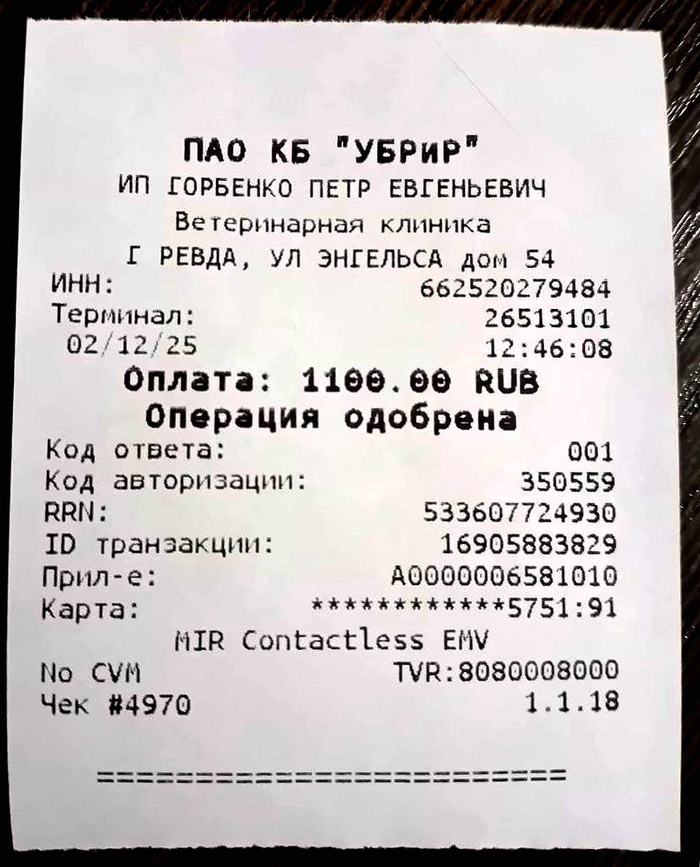 ПАО КБ "УБРиР"
ИП ГОРБЕНКО ПЕТР ЕВГЕНЬЕВИЧ
Ветеринарная клиника
Г РЕВДА, УЛ ЭНГЕЛЬСА дом 54
ИНН: 662520279484
Терминал: 26513101
02/12/25 12:46:08
Оплата: 1100.00 RUB
Операция одобрена
Код ответа: 001
Код авторизации: 350559
RRN: 533607724930
ID транзакции: 16905883829
Прил-е: A0000006581010
Карта: ************5751:91
MIR Contactless EMV
No CVM TVR:8080008000
Чек #4970 1.1.18
=========================